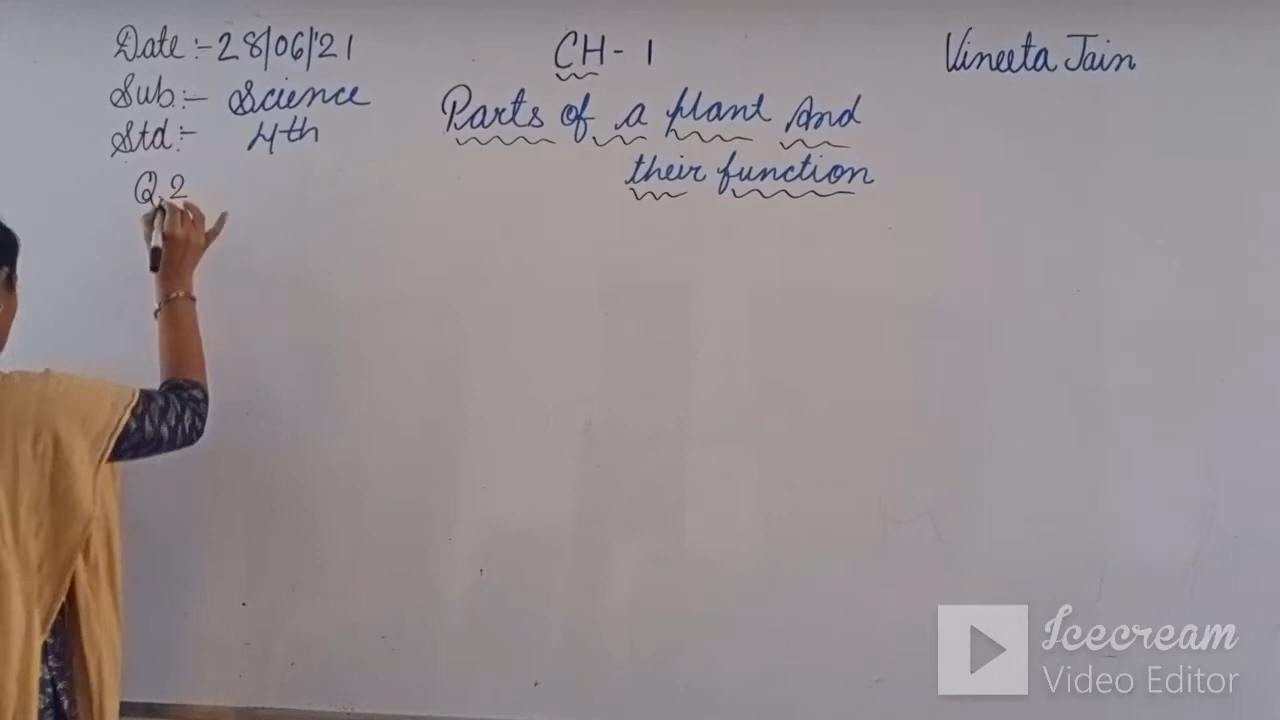 Date :- 28/06/'21
CH - 1
Vineeta Jain
Sub :- Science
Parts of a plant And
Std :- 4th
their function
Q.2
Icecream
Video Editor